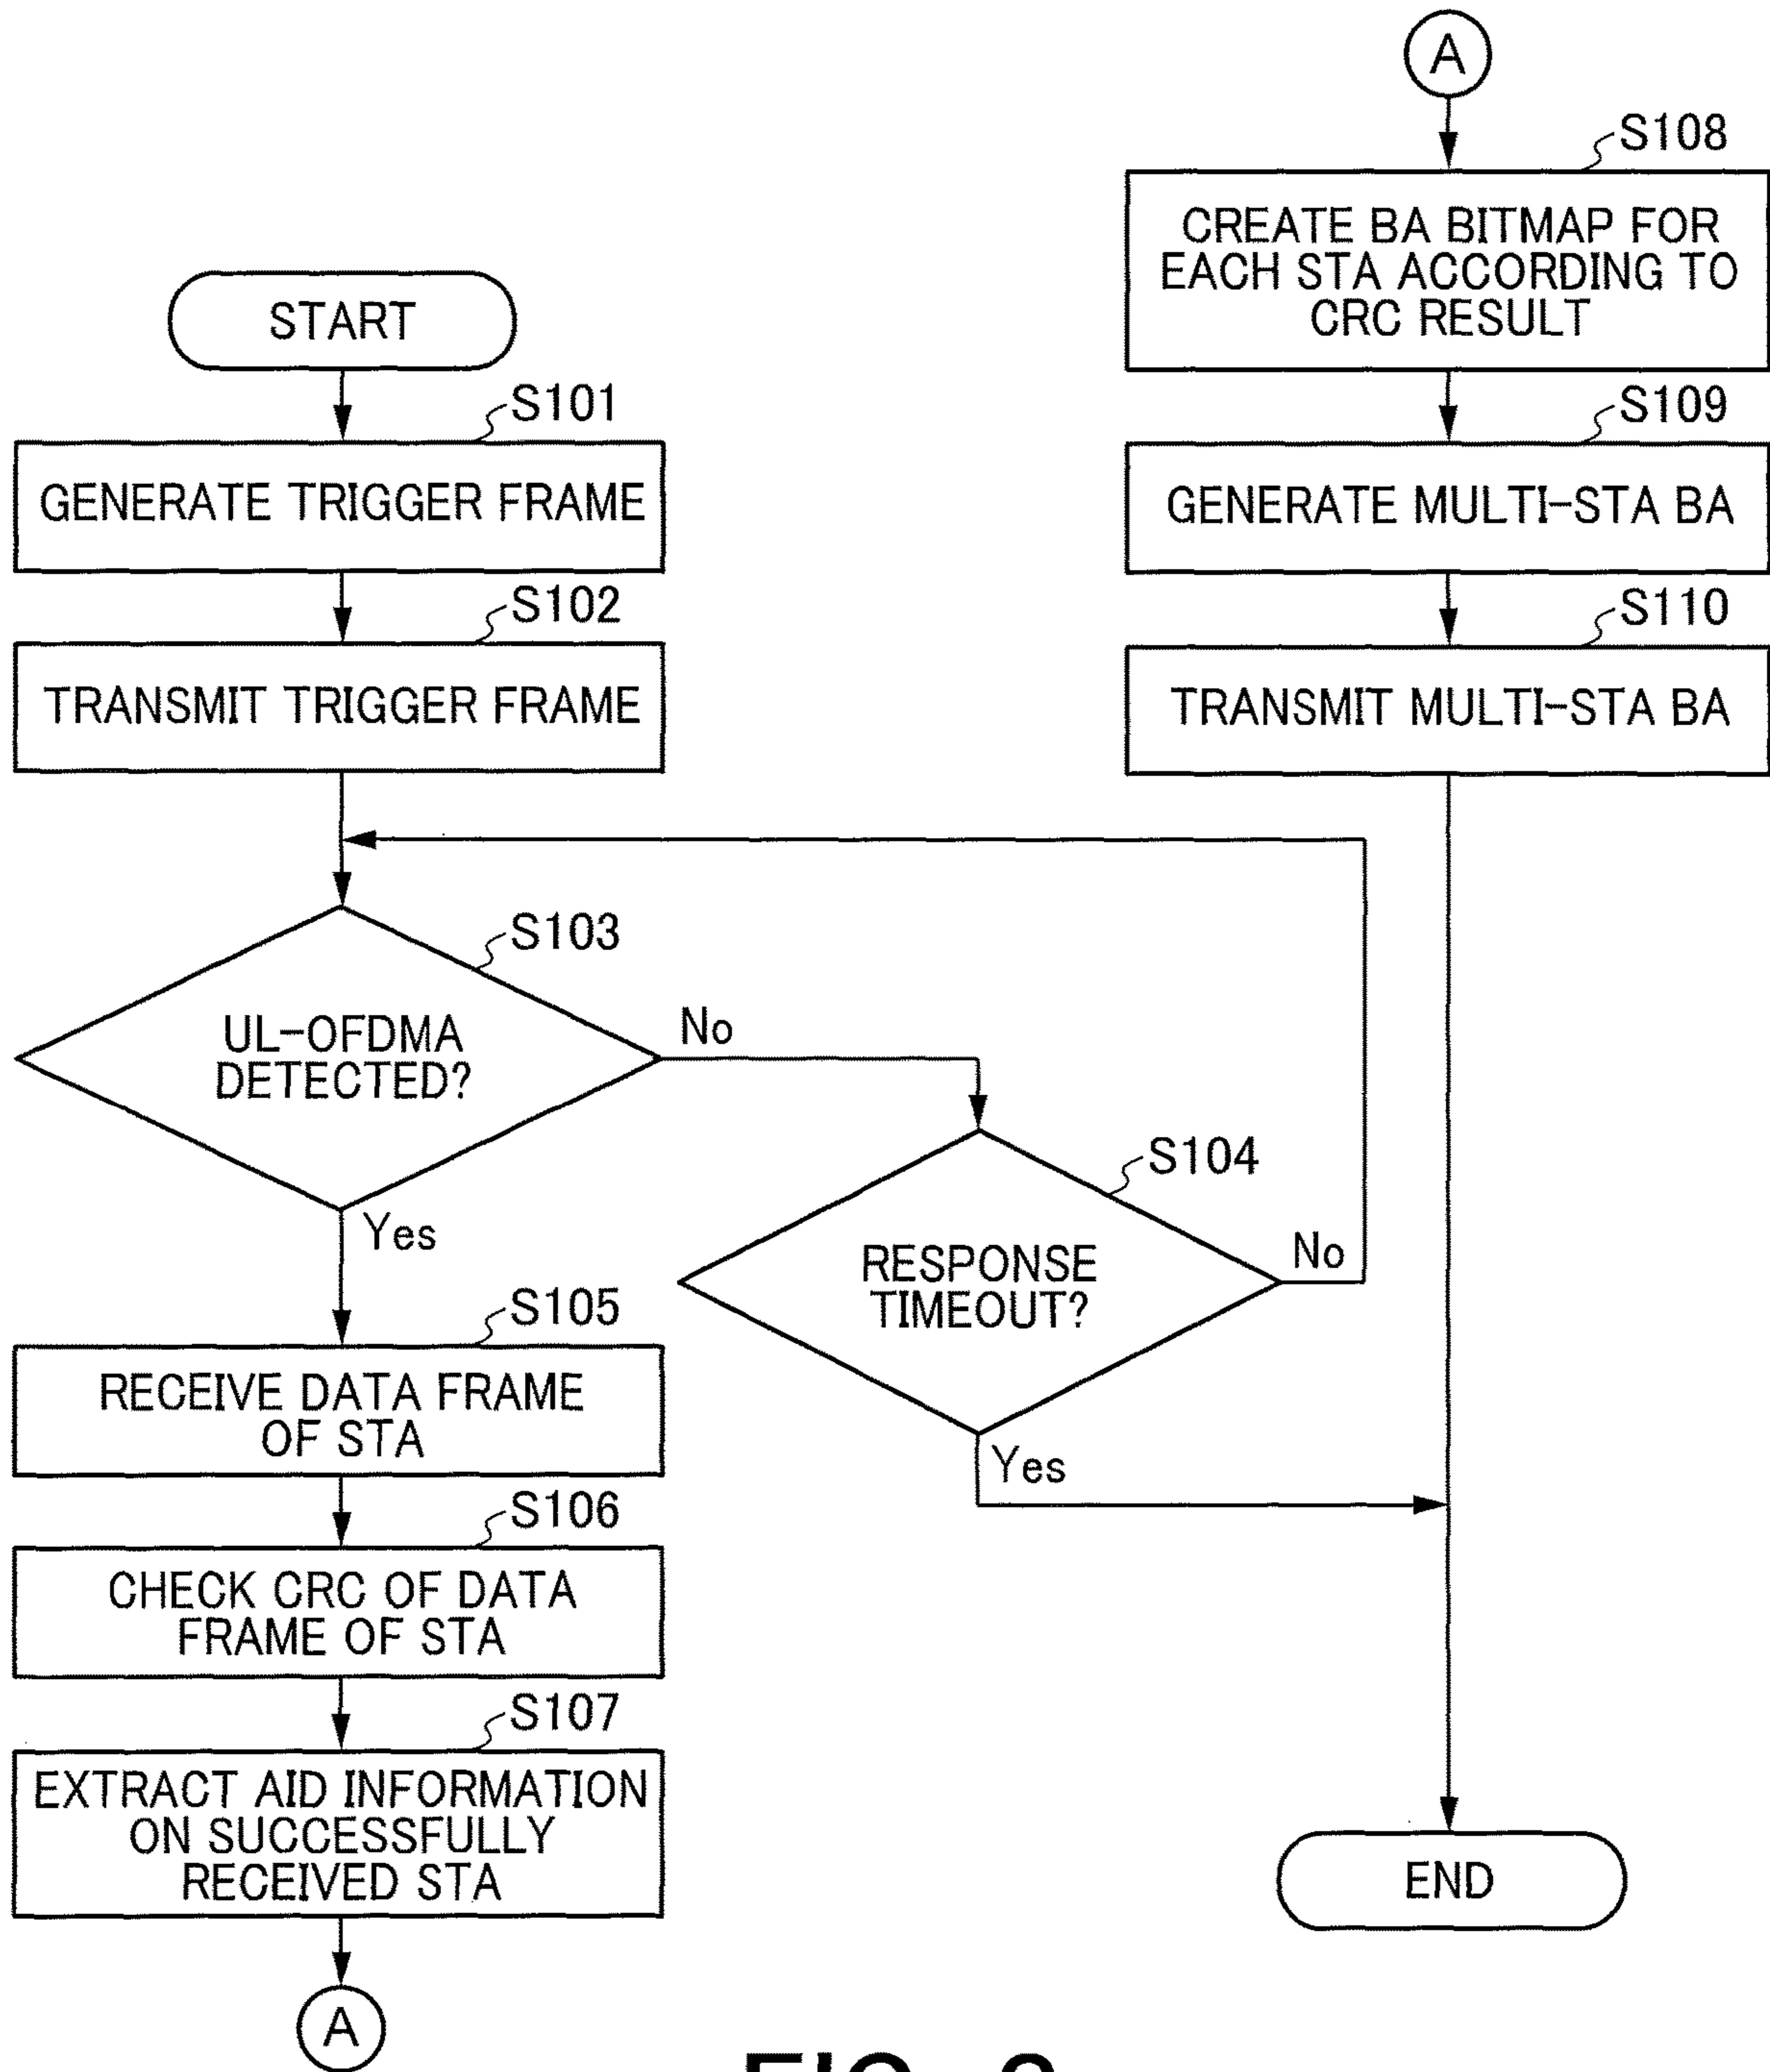 START
S101
GENERATE TRIGGER FRAME
S102
TRANSMIT TRIGGER FRAME
S103
UL-OFDMA
DETECTED?
No
Yes
S104
RESPONSE
TIMEOUT?
No
Yes
S105
RECEIVE DATA FRAME
OF STA
S106
CHECK CRC OF DATA
FRAME OF STA
S107
EXTRACT AID INFORMATION
ON SUCCESSFULLY
RECEIVED STA
A
A
S108
CREATE BA BITMAP FOR
EACH STA ACCORDING TO
CRC RESULT
S109
GENERATE MULTI-STA BA
S110
TRANSMIT MULTI-STA BA
END